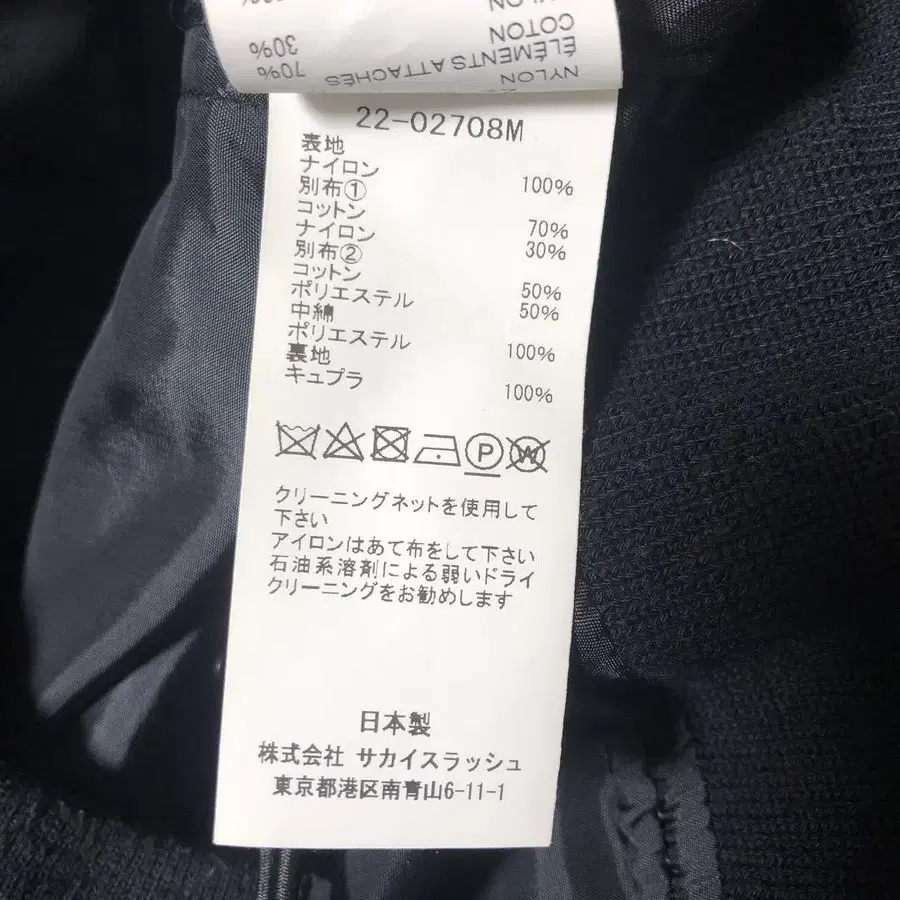 NYLON
ÉLÉMENTS ATTACHÉS 70%
COTON 30%
22-02708M
表地
ナイロン 100%
別布①
コットン 70%
ナイロン 30%
別布②
コットン 50%
ポリエステル 50%
中綿
ポリエステル 100%
裏地
キュプラ 100%
P W
クリーニングネットを使用して
下さい
アイロンはあて布をして下さい
石油系溶剤による弱いドライ
クリーニングをお勧めします
日本製
株式会社 サカイスラッシュ
東京都港区南青山6-11-1